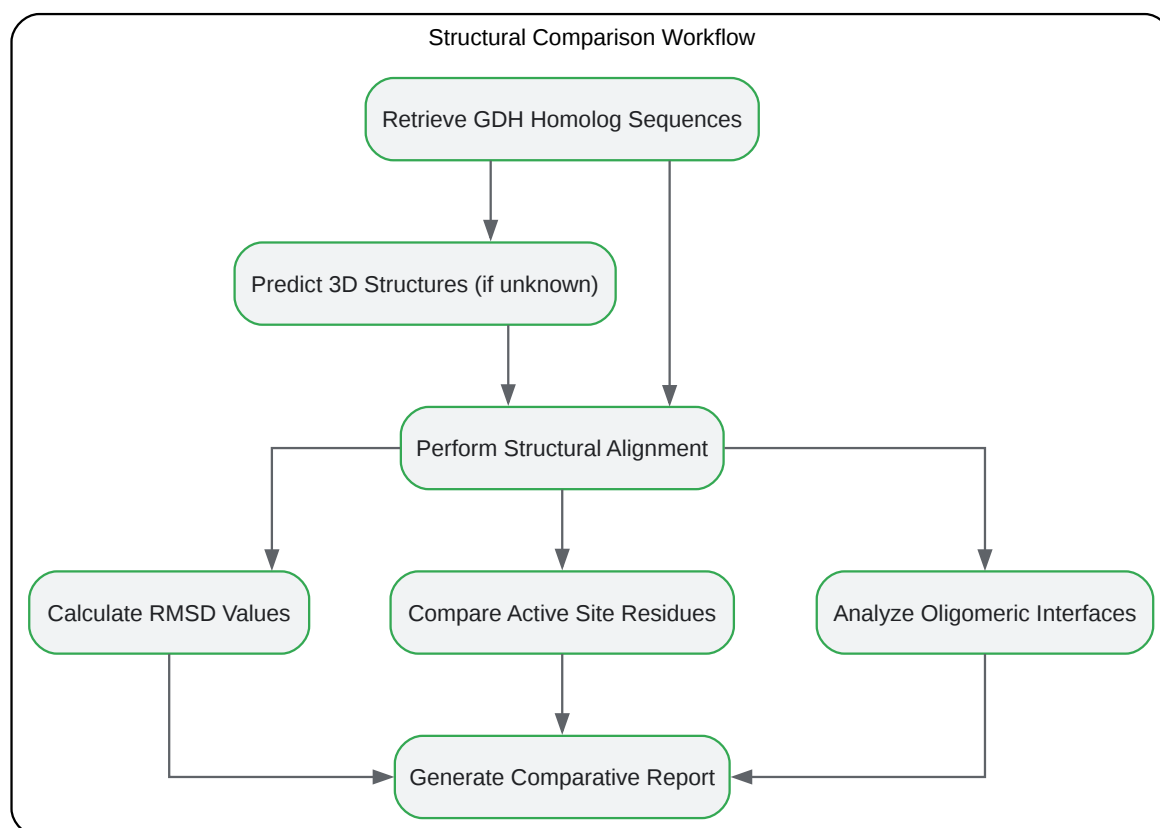 Structural Comparison Workflow
Retrieve GDH Homolog Sequences
Predict 3D Structures (if unknown)
Perform Structural Alignment
Calculate RMSD Values
Compare Active Site Residues
Analyze Oligomeric Interfaces
Generate Comparative Report